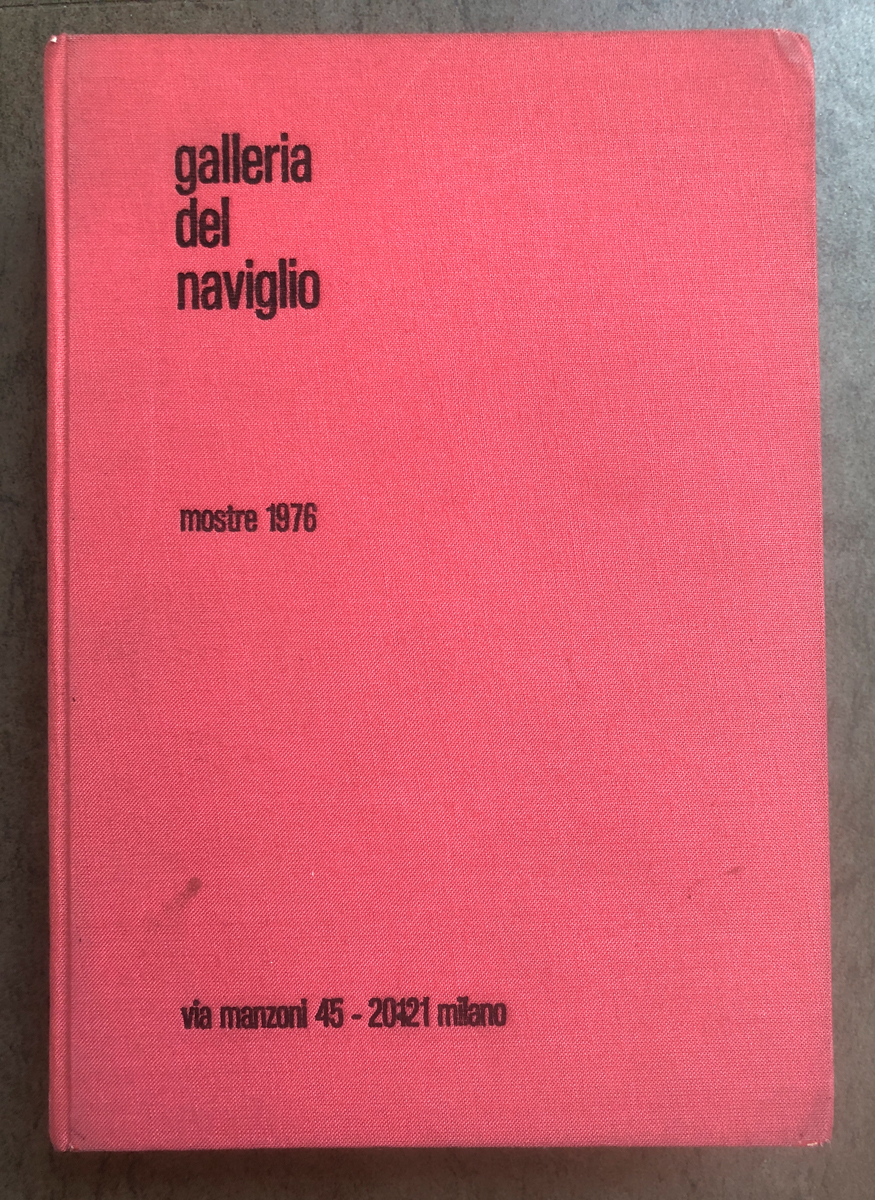 galleria
del
naviglio
mostre 1976
via manzoni 45 - 20121 milano